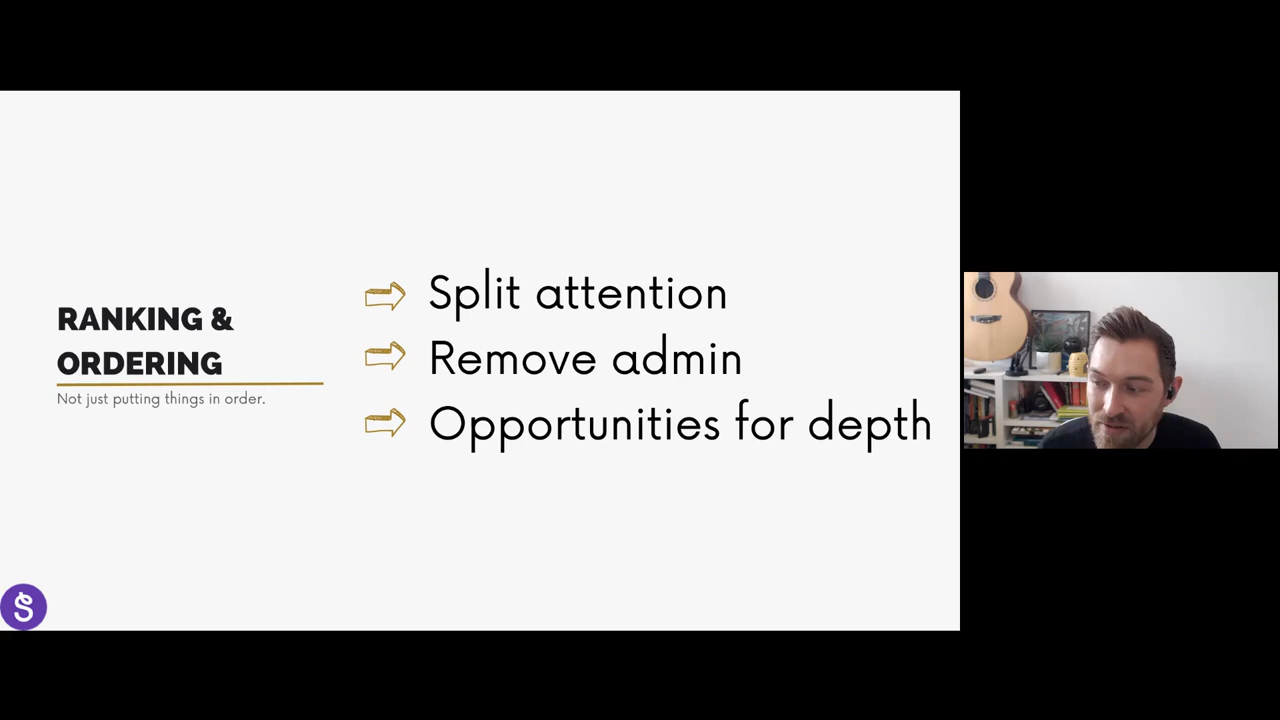 RANKING &
ORDERING
Not just putting things in order.
Split attention
Remove admin
Opportunities for depth
S